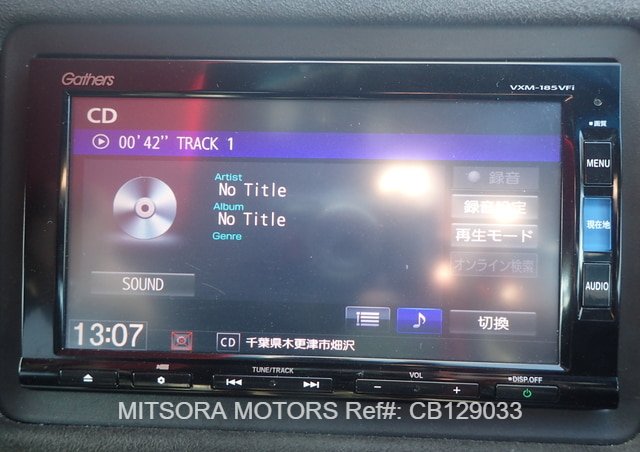 Gathers
VXM-185VFi
CD
00'42" TRACK 1
Artist
No Title
Album
No Title
Genre
録音
録音設定
再生モード
オンライン検索
SOUND
切換
13:07
CD 千葉県木更津市畑沢
画質
MENU
現在地
AUDIO
TUNE/TRACK
VOL
DISP.OFF
MITSORA MOTORS Ref#: CB129033